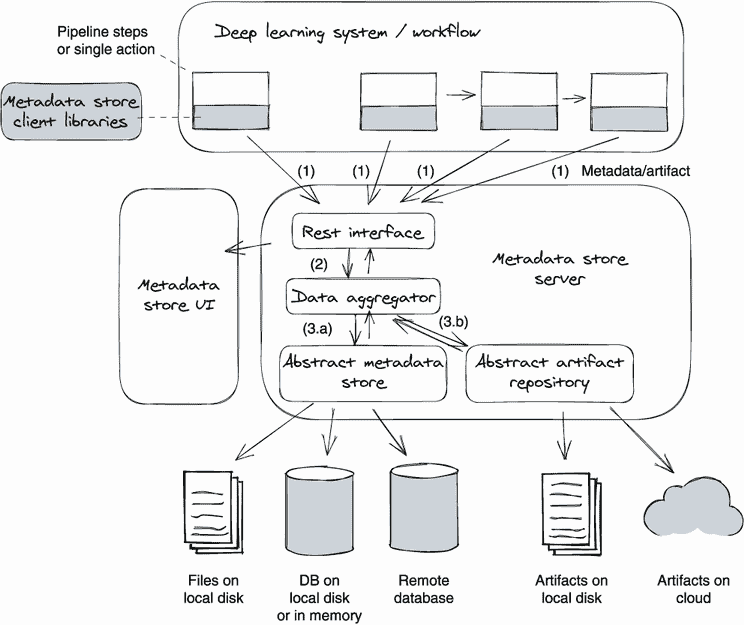 Pipeline steps
or single action
Deep learning system / workflow
Metadata store
client libraries
(1)
(1)
(1)
(1) Metadata/artifact
Rest interface
(2)
Metadata store
server
Metadata
store UI
Data aggregator
(3.a)
(3.b)
Abstract metadata
store
Abstract artifact
repository
Files on
local disk
DB on
local disk
or in memory
Remote
database
Artifacts on
local disk
Artifacts on
cloud